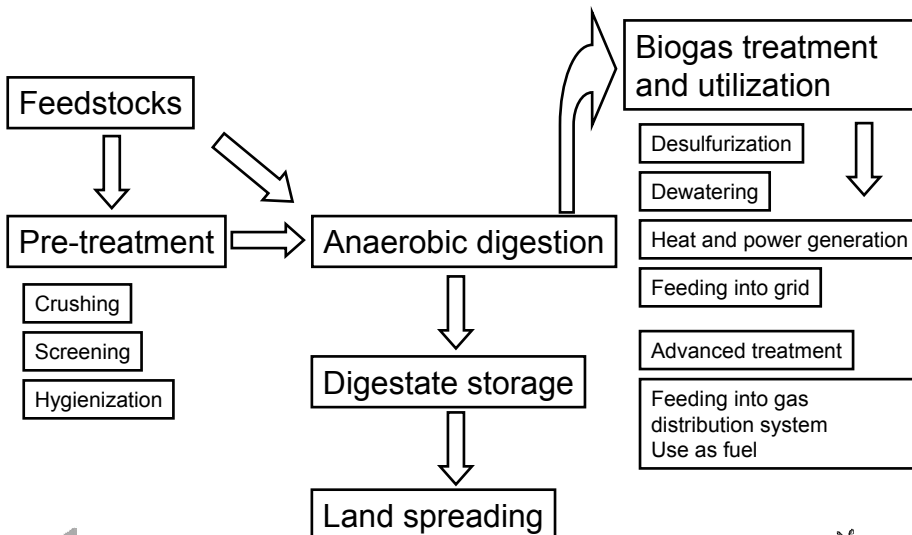 Feedstocks
Pre-treatment
Crushing
Screening
Hygienization
Anaerobic digestion
Digestate storage
Land spreading
Biogas treatment
and utilization
Desulfurization
Dewatering
Heat and power generation
Feeding into grid
Advanced treatment
Feeding into gas
distribution system
Use as fuel